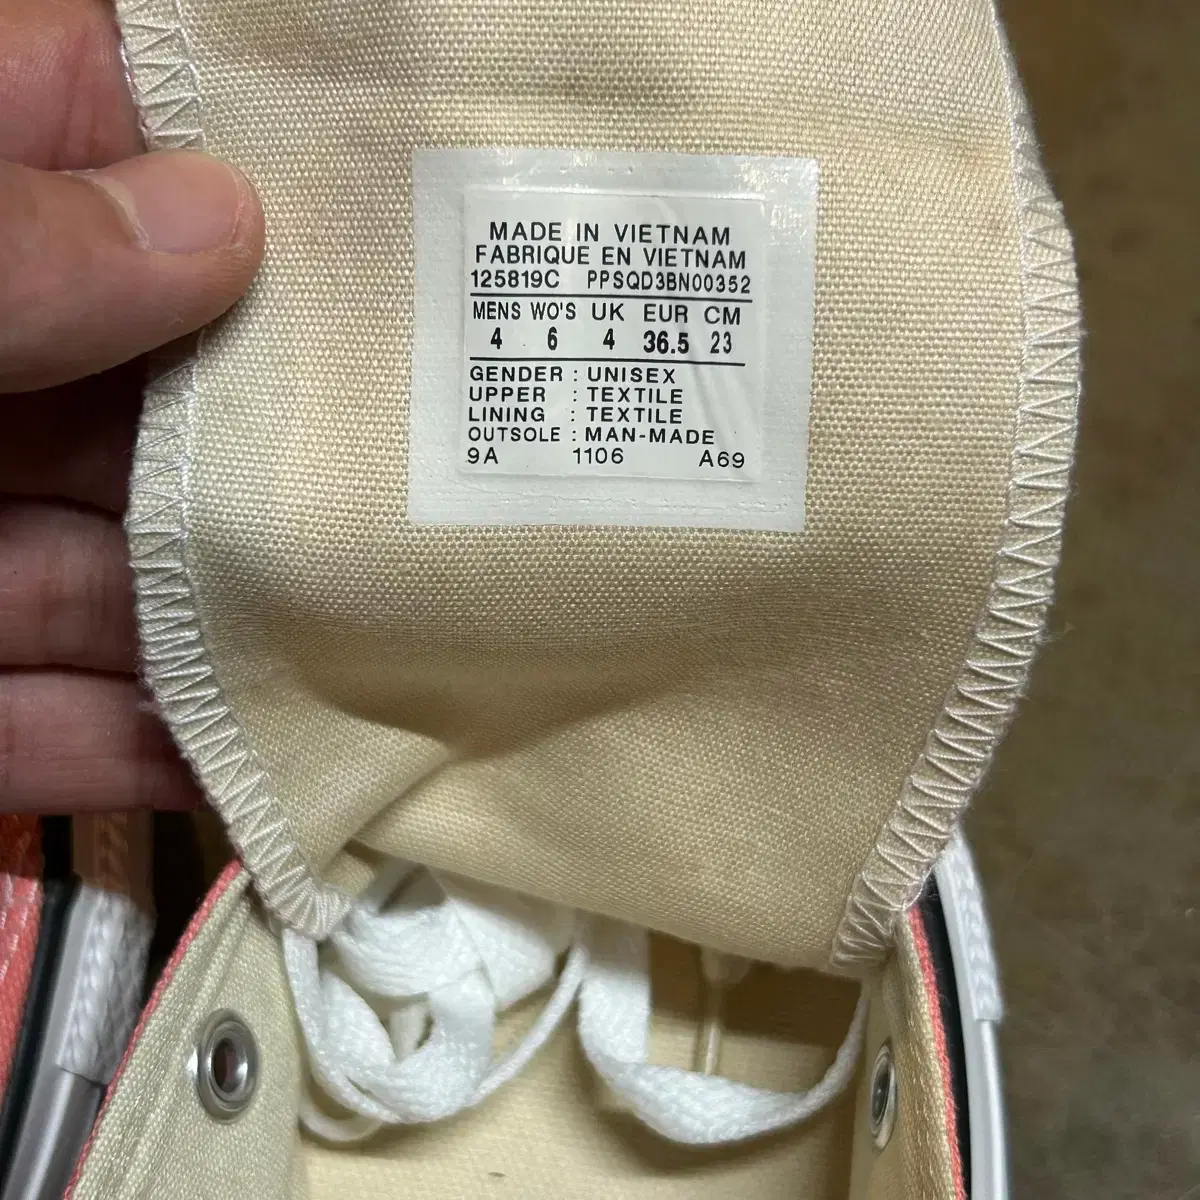 MADE IN VIETNAM
FABRIQUE EN VIETNAM
125819C PPSQD3BN00352
MENS WO'S UK EUR CM
4 6 4 36.5 23
GENDER : UNISEX
UPPER : TEXTILE
LINING : TEXTILE
OUTSOLE : MAN-MADE
9A 1106 A69